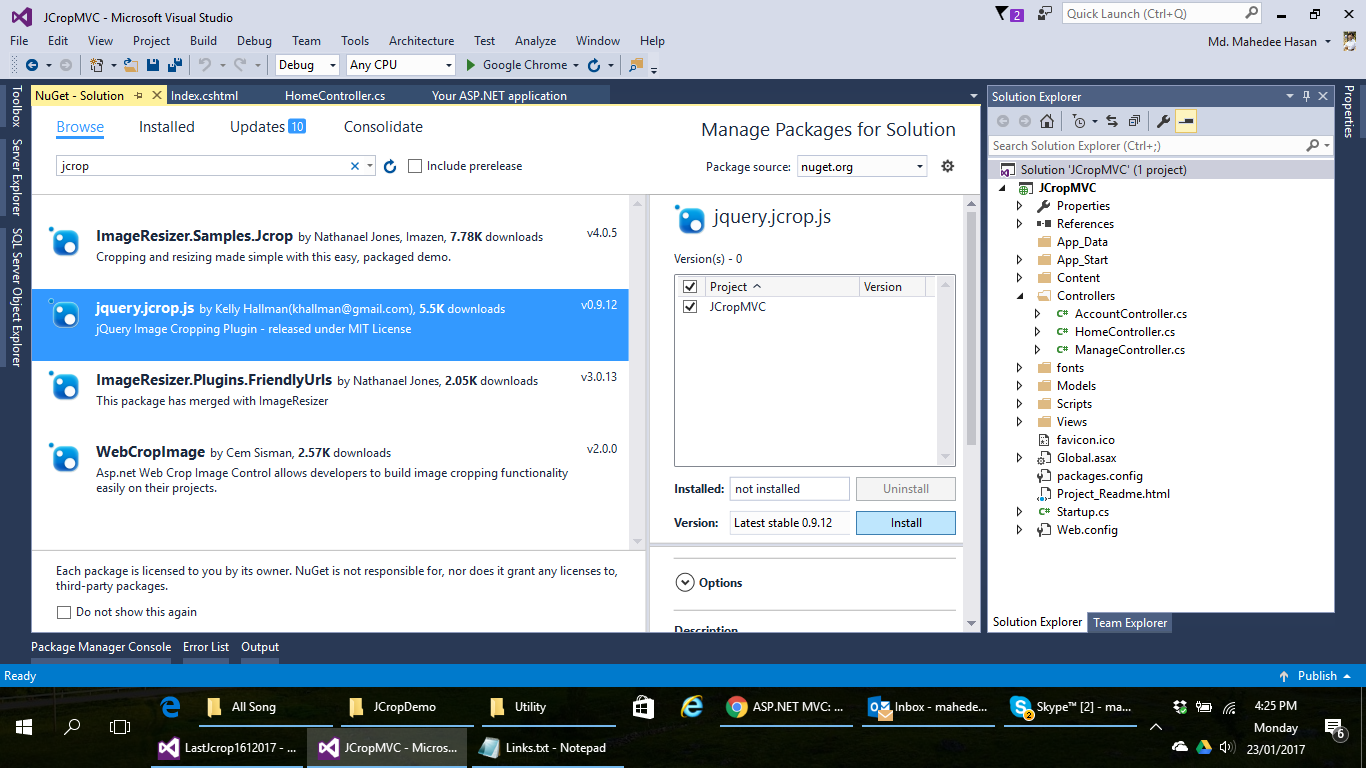 JCropMVC - Microsoft Visual Studio
2
Quick Launch (Ctrl+Q)
File Edit View Project Build Debug Team Tools Architecture Test Analyze Window Help
Md. Mahedee Hasan
Debug Any CPU Google Chrome
Toolbox
Server Explorer
SQL Server Object Explorer
NuGet - Solution Index.cshtml HomeController.cs Your ASP.NET application
Browse Installed Updates 10 Consolidate
Manage Packages for Solution
jcrop
Include prerelease
Package source: nuget.org
ImageResizer.Samples.Jcrop by Nathanael Jones, Imazen, 7.78K downloads v4.0.5
Cropping and resizing made simple with this easy, packaged demo.
jquery.jcrop.js by Kelly Hallman(khallman@gmail.com), 5.5K downloads v0.9.12
jQuery Image Cropping Plugin - released under MIT License
ImageResizer.Plugins.FriendlyUrls by Nathanael Jones, 2.05K downloads v3.0.13
This package has merged with ImageResizer
WebCropImage by Cem Sisman, 2.57K downloads v2.0.0
Asp.net Web Crop Image Control allows developers to build image cropping functionality
easily on their projects.
Each package is licensed to you by its owner. NuGet is not responsible for, nor does it grant any licenses to,
third-party packages.
Do not show this again
jquery.jcrop.js
Version(s) - 0
Project Version
JCropMVC
Installed: not installed Uninstall
Version: Latest stable 0.9.12 Install
Options
Description
Solution Explorer
Search Solution Explorer (Ctrl+;)
Solution 'JCropMVC' (1 project)
JCropMVC
Properties
References
App_Data
App_Start
Content
Controllers
C# AccountController.cs
C# HomeController.cs
C# ManageController.cs
fonts
Models
Scripts
Views
favicon.ico
Global.asax
packages.config
Project_Readme.html
C# Startup.cs
Web.config
Solution Explorer Team Explorer
Properties
Package Manager Console Error List Output
Ready
Publish
All Song JCropDemo Utility ASP.NET MVC: ... Inbox - mahede... Skype™ [2] - ma...
2
LastJcrop1612017 - ... JCropMVC - Micros... Links.txt - Notepad
4:25 PM
Monday
23/01/2017
6